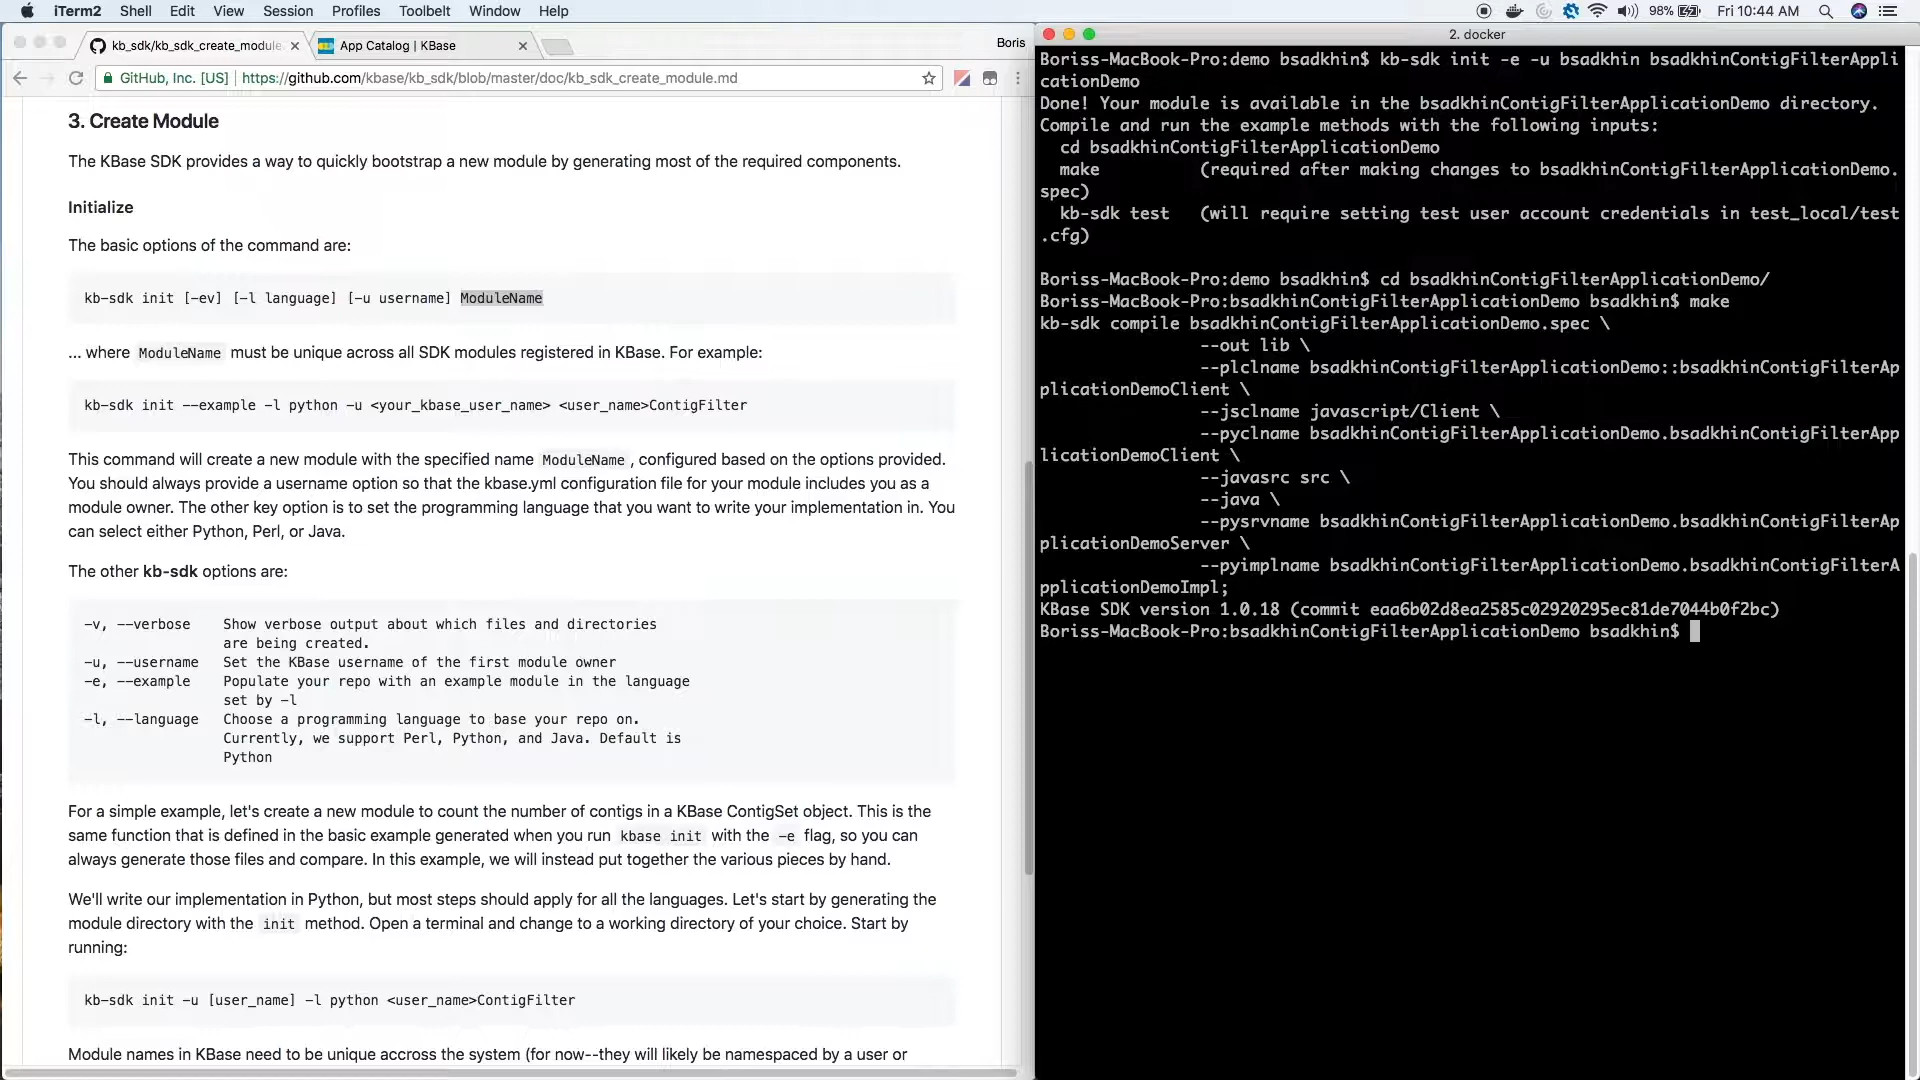 iTerm2 Shell Edit View Session Profiles Toolbelt Window Help 98% Fri 10:44 AM
kb_sdk/kb_sdk_create_module. App Catalog | KBase Boris
GitHub, Inc. [US] https://github.com/kbase/kb_sdk/blob/master/doc/kb_sdk_create_module.md
3. Create Module
The KBase SDK provides a way to quickly bootstrap a new module by generating most of the required components.
Initialize
The basic options of the command are:
kb-sdk init [-ev] [-l language] [-u username] ModuleName
... where ModuleName must be unique across all SDK modules registered in KBase. For example:
kb-sdk init --example -l python -u <your_kbase_user_name> <user_name>ContigFilter
This command will create a new module with the specified name ModuleName , configured based on the options provided.
You should always provide a username option so that the kbase.yml configuration file for your module includes you as a
module owner. The other key option is to set the programming language that you want to write your implementation in. You
can select either Python, Perl, or Java.
The other kb-sdk options are:
-v, --verbose Show verbose output about which files and directories
are being created.
-u, --username Set the KBase username of the first module owner
-e, --example Populate your repo with an example module in the language
set by -l
-l, --language Choose a programming language to base your repo on.
Currently, we support Perl, Python, and Java. Default is
Python
For a simple example, let's create a new module to count the number of contigs in a KBase ContigSet object. This is the
same function that is defined in the basic example generated when you run kbase init with the -e flag, so you can
always generate those files and compare. In this example, we will instead put together the various pieces by hand.
We'll write our implementation in Python, but most steps should apply for all the languages. Let's start by generating the
module directory with the init method. Open a terminal and change to a working directory of your choice. Start by
running:
kb-sdk init -u [user_name] -l python <user_name>ContigFilter
Module names in KBase need to be unique accross the system (for now--they will likely be namespaced by a user or
2. docker
Boriss-MacBook-Pro:demo bsadkhin$ kb-sdk init -e -u bsadkhin bsadkhinContigFilterAppli
cationDemo
Done! Your module is available in the bsadkhinContigFilterApplicationDemo directory.
Compile and run the example methods with the following inputs:
cd bsadkhinContigFilterApplicationDemo
make (required after making changes to bsadkhinContigFilterApplicationDemo.
spec)
kb-sdk test (will require setting test user account credentials in test_local/test
.cfg)
Boriss-MacBook-Pro:demo bsadkhin$ cd bsadkhinContigFilterApplicationDemo/
Boriss-MacBook-Pro:bsadkhinContigFilterApplicationDemo bsadkhin$ make
kb-sdk compile bsadkhinContigFilterApplicationDemo.spec \
--out lib \
--plclname bsadkhinContigFilterApplicationDemo::bsadkhinContigFilterAp
plicationDemoClient \
--jsclname javascript/Client \
--pyclname bsadkhinContigFilterApplicationDemo.bsadkhinContigFilterApp
licationDemoClient \
--javasrc src \
--java \
--pysrvname bsadkhinContigFilterApplicationDemo.bsadkhinContigFilterAp
plicationDemoServer \
--pyimplname bsadkhinContigFilterApplicationDemo.bsadkhinContigFilterA
pplicationDemoImpl;
KBase SDK version 1.0.18 (commit eaa6b02d8ea2585c02920295ec81de7044b0f2bc)
Boriss-MacBook-Pro:bsadkhinContigFilterApplicationDemo bsadkhin$